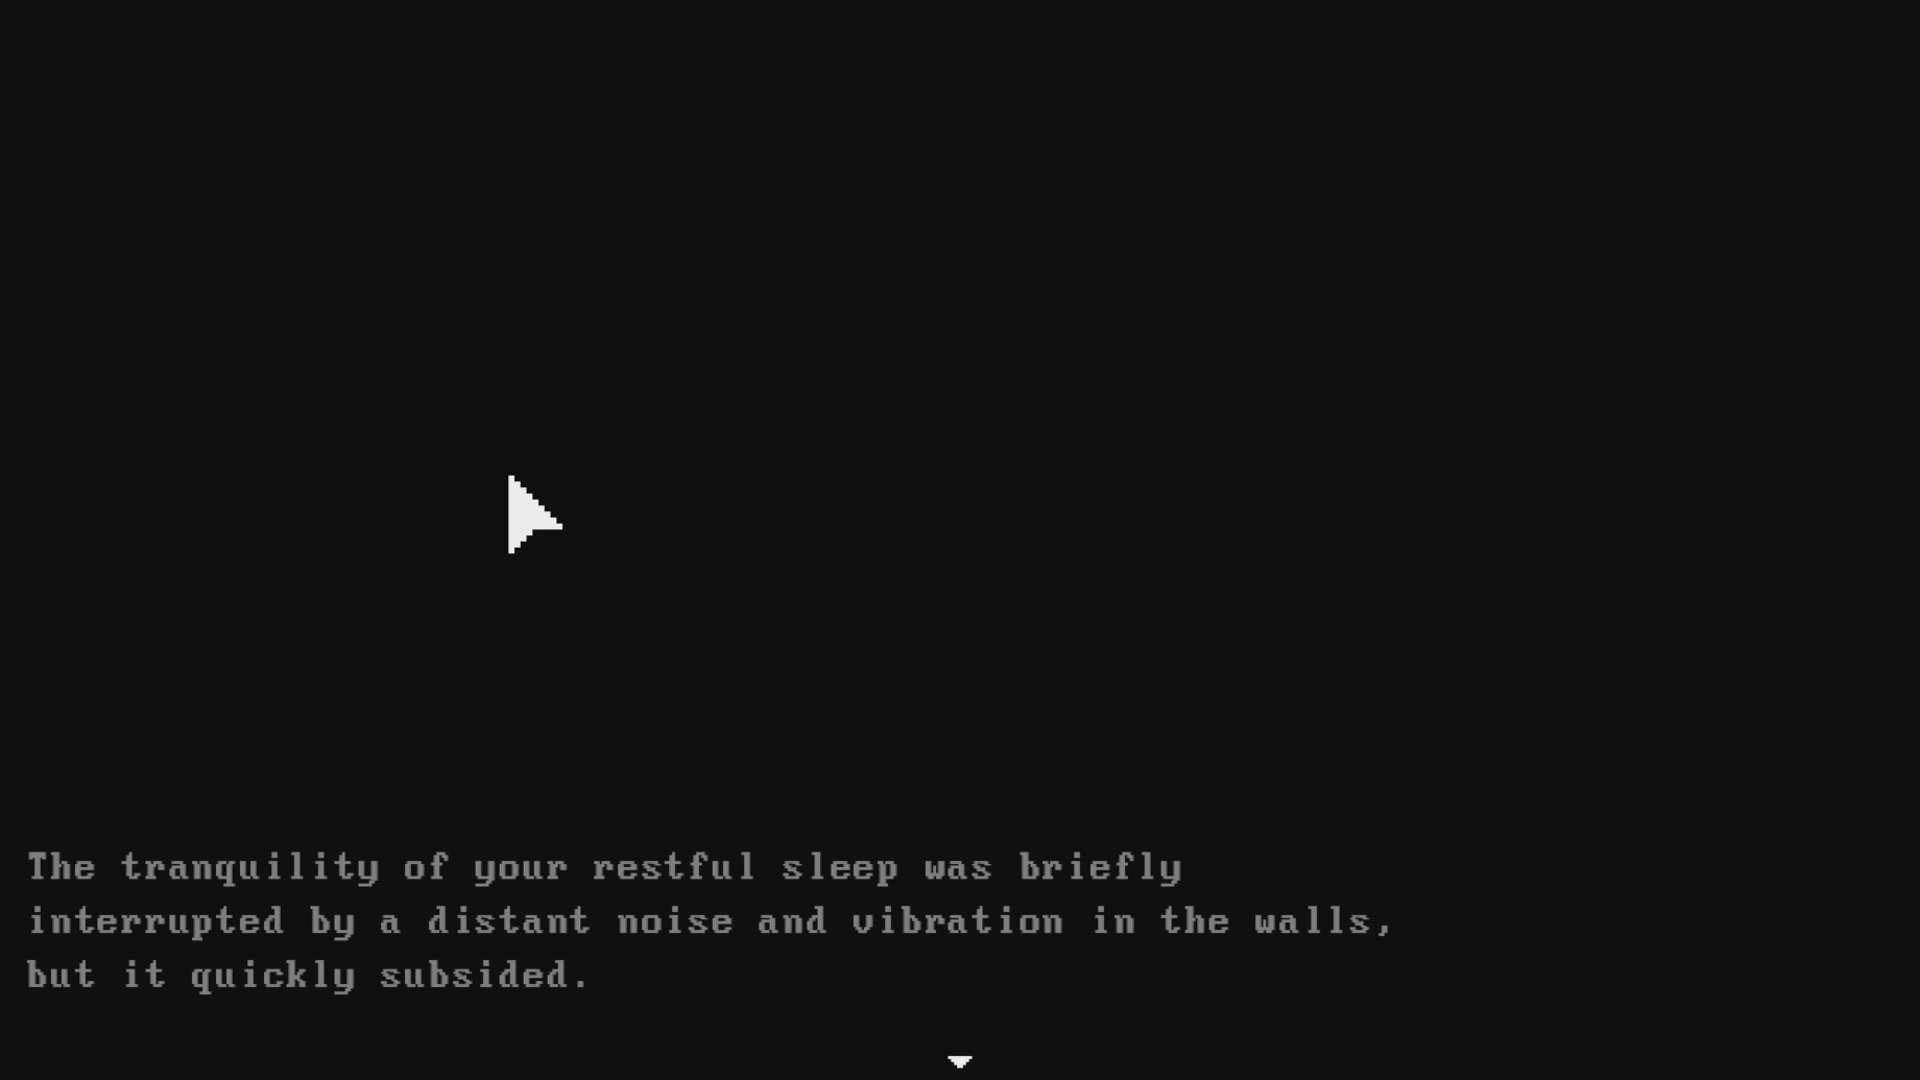 The tranquility of your restful sleep was briefly
interrupted by a distant noise and vibration in the walls,
but it quickly subsided.